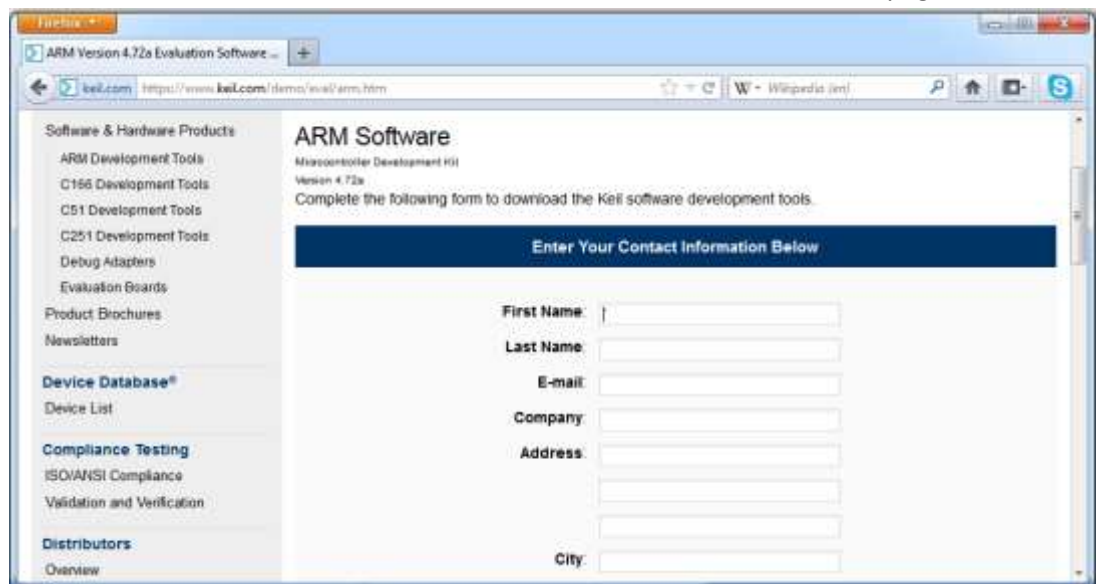 Firefox
ARM Version 4.72a Evaluation Software ...
keil.com https://www.keil.com/demo/eval/arm.htm
W - Wikipedia (en)
Software & Hardware Products
ARM Development Tools
C166 Development Tools
C51 Development Tools
C251 Development Tools
Debug Adapters
Evaluation Boards
Product Brochures
Newsletters
Device Database®
Device List
Compliance Testing
ISO/ANSI Compliance
Validation and Verification
Distributors
Overview
ARM Software
Microcontroller Development Kit
Version 4.72a
Complete the following form to download the Keil software development tools.
Enter Your Contact Information Below
First Name:
Last Name:
E-mail:
Company:
Address:
City: